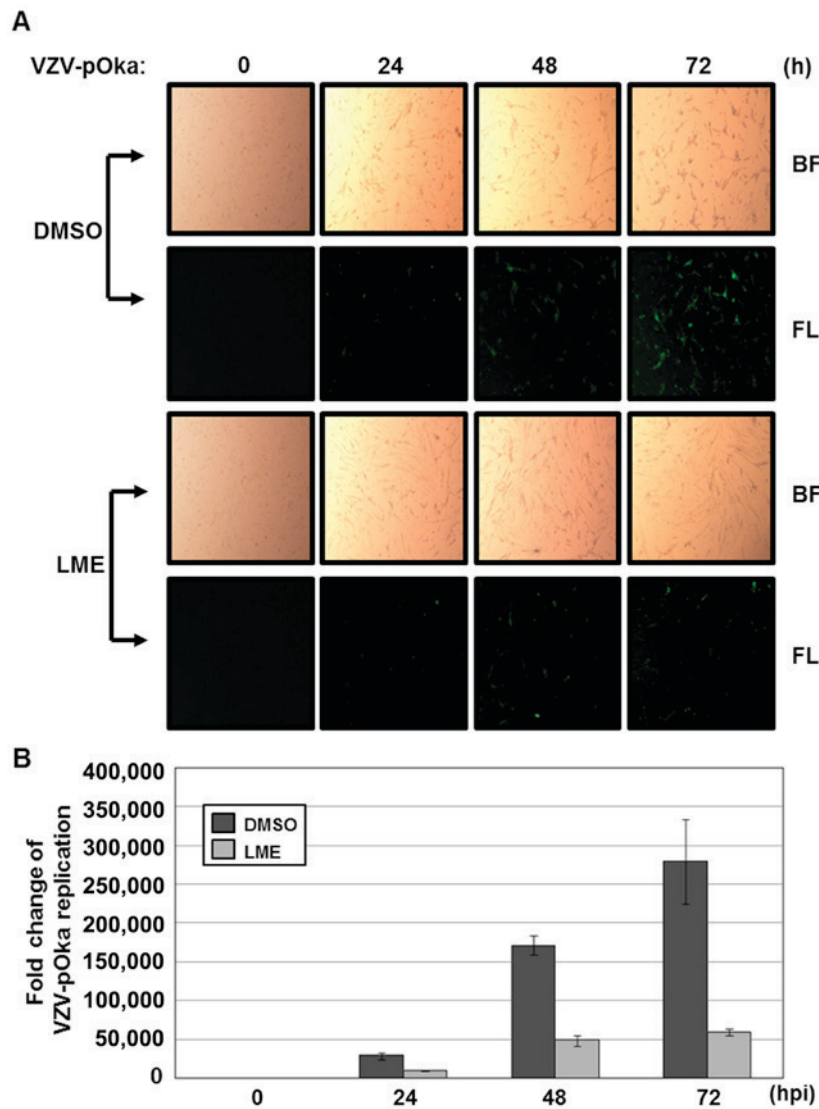 A
VZV-pOka: 0 24 48 72 (h)
BF
DMSO
FL
BF
LME
FL
B
Fold change of
VZV-pOka replication
400,000
350,000
300,000
250,000
200,000
150,000
100,000
50,000
0
DMSO
LME
0 24 48 72 (hpi)